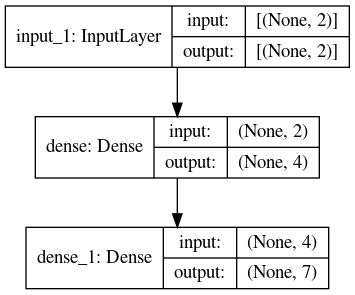 input_1: InputLayer
input: [(None, 2)]
output: [(None, 2)]
dense: Dense
input: (None, 2)
output: (None, 4)
dense_1: Dense
input: (None, 4)
output: (None, 7)